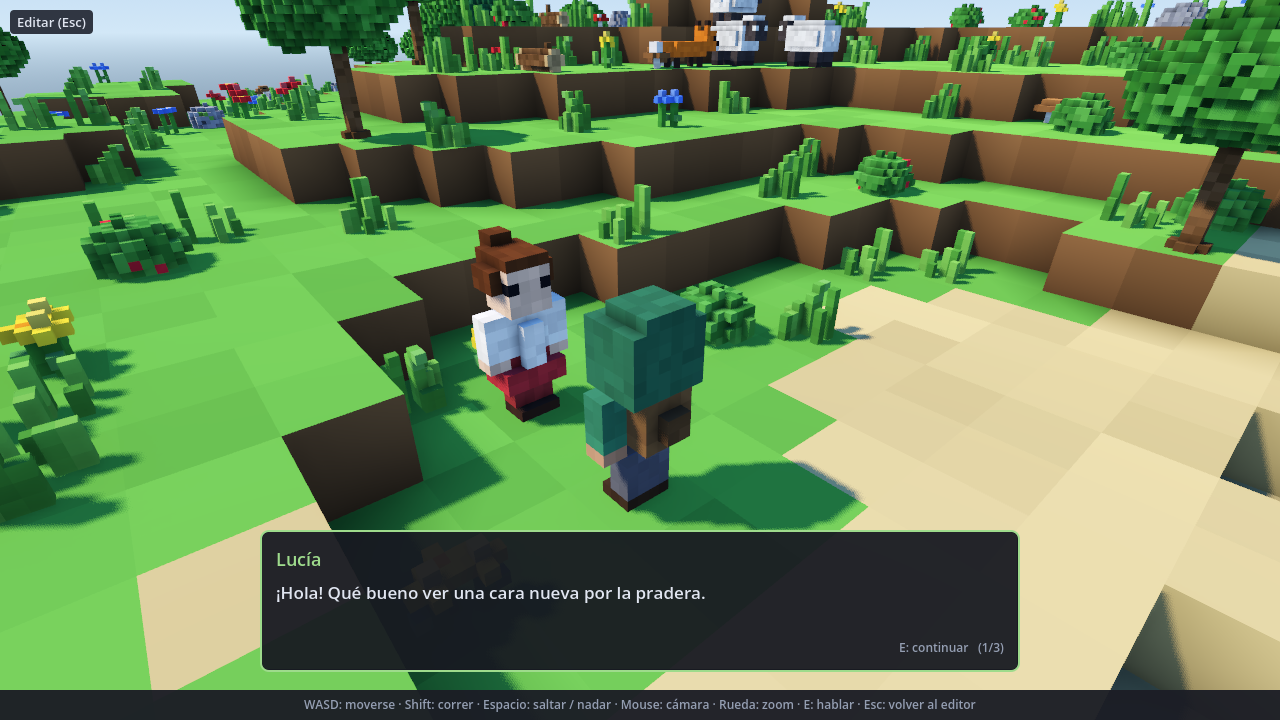 Editar (Esc)
Lucía
¡Hola! Qué bueno ver una cara nueva por la pradera.
E: continuar (1/3)
WASD: moverse · Shift: correr · Espacio: saltar / nadar · Mouse: cámara · Rueda: zoom · E: hablar · Esc: volver al editor